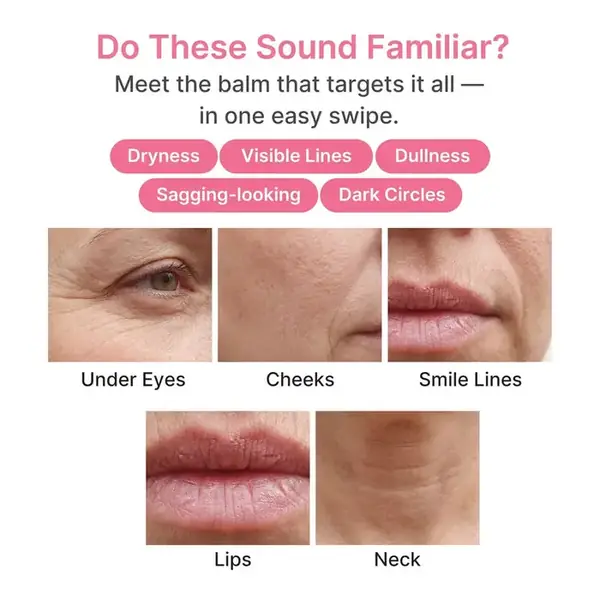 Do These Sound Familiar?
Meet the balm that targets it all —
in one easy swipe.
Dryness Visible Lines Dullness
Sagging-looking Dark Circles
Under Eyes Cheeks Smile Lines
Lips Neck